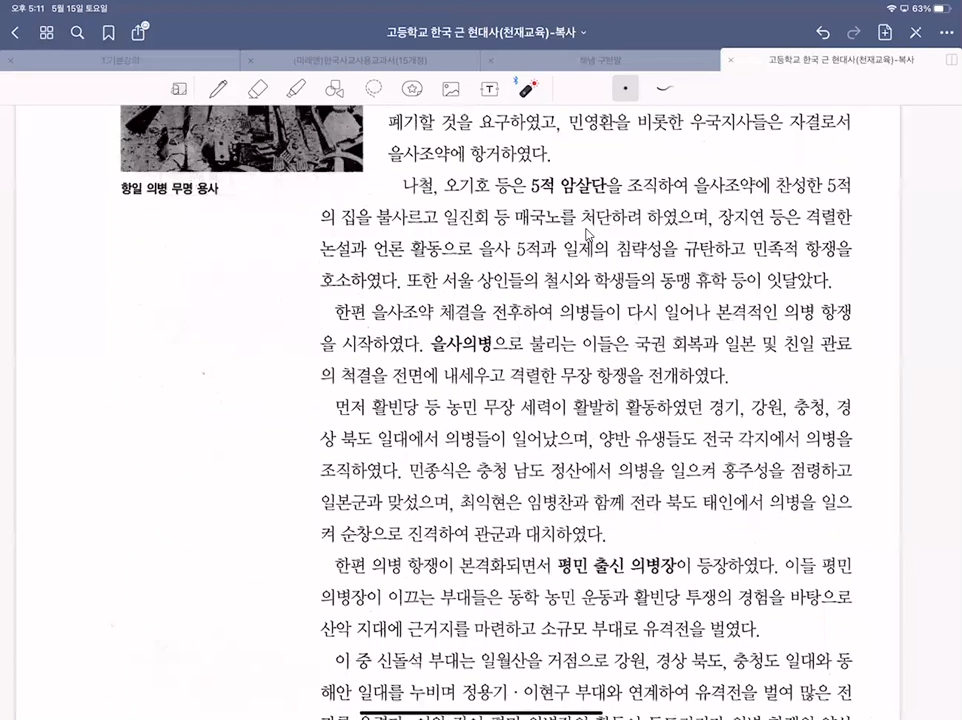 오후 5:11 5월 15일 토요일
63%
고등학교 한국 근 현대사(천재교육)-복사
(미래엔)한국사교사용교과서(15개정)
고등학교 한국 근 현대사(천재교육)-복사
폐기할 것을 요구하였고, 민영환을 비롯한 우국지사들은 자결로서
을사조약에 항거하였다.
항일 의병 무명 용사
나철, 오기호 등은 5적 암살단을 조직하여 을사조약에 찬성한 5적
의 집을 불사르고 일진회 등 매국노를 처단하려 하였으며, 장지연 등은 격렬한
논설과 언론 활동으로 을사 5적과 일제의 침략성을 규탄하고 민족적 항쟁을
호소하였다. 또한 서울 상인들의 철시와 학생들의 동맹 휴학 등이 잇달았다.
한편 을사조약 체결을 전후하여 의병들이 다시 일어나 본격적인 의병 항쟁
을 시작하였다. 을사의병으로 불리는 이들은 국권 회복과 일본 및 친일 관료
의 척결을 전면에 내세우고 격렬한 무장 항쟁을 전개하였다.
먼저 활빈당 등 농민 무장 세력이 활발히 활동하였던 경기, 강원, 충청, 경
상 북도 일대에서 의병들이 일어났으며, 양반 유생들도 전국 각지에서 의병을
조직하였다. 민종식은 충청 남도 정산에서 의병을 일으켜 홍주성을 점령하고
일본군과 맞섰으며, 최익현은 임병찬과 함께 전라 북도 태인에서 의병을 일으
켜 순창으로 진격하여 관군과 대치하였다.
한편 의병 항쟁이 본격화되면서 평민 출신 의병장이 등장하였다. 이들 평민
의병장이 이끄는 부대들은 동학 농민 운동과 활빈당 투쟁의 경험을 바탕으로
산악 지대에 근거지를 마련하고 소규모 부대로 유격전을 벌였다.
이 중 신돌석 부대는 일월산을 거점으로 강원, 경상 북도, 충청도 일대와 동
해안 일대를 누비며 정용기·이현구 부대와 연계하여 유격전을 벌여 많은 전